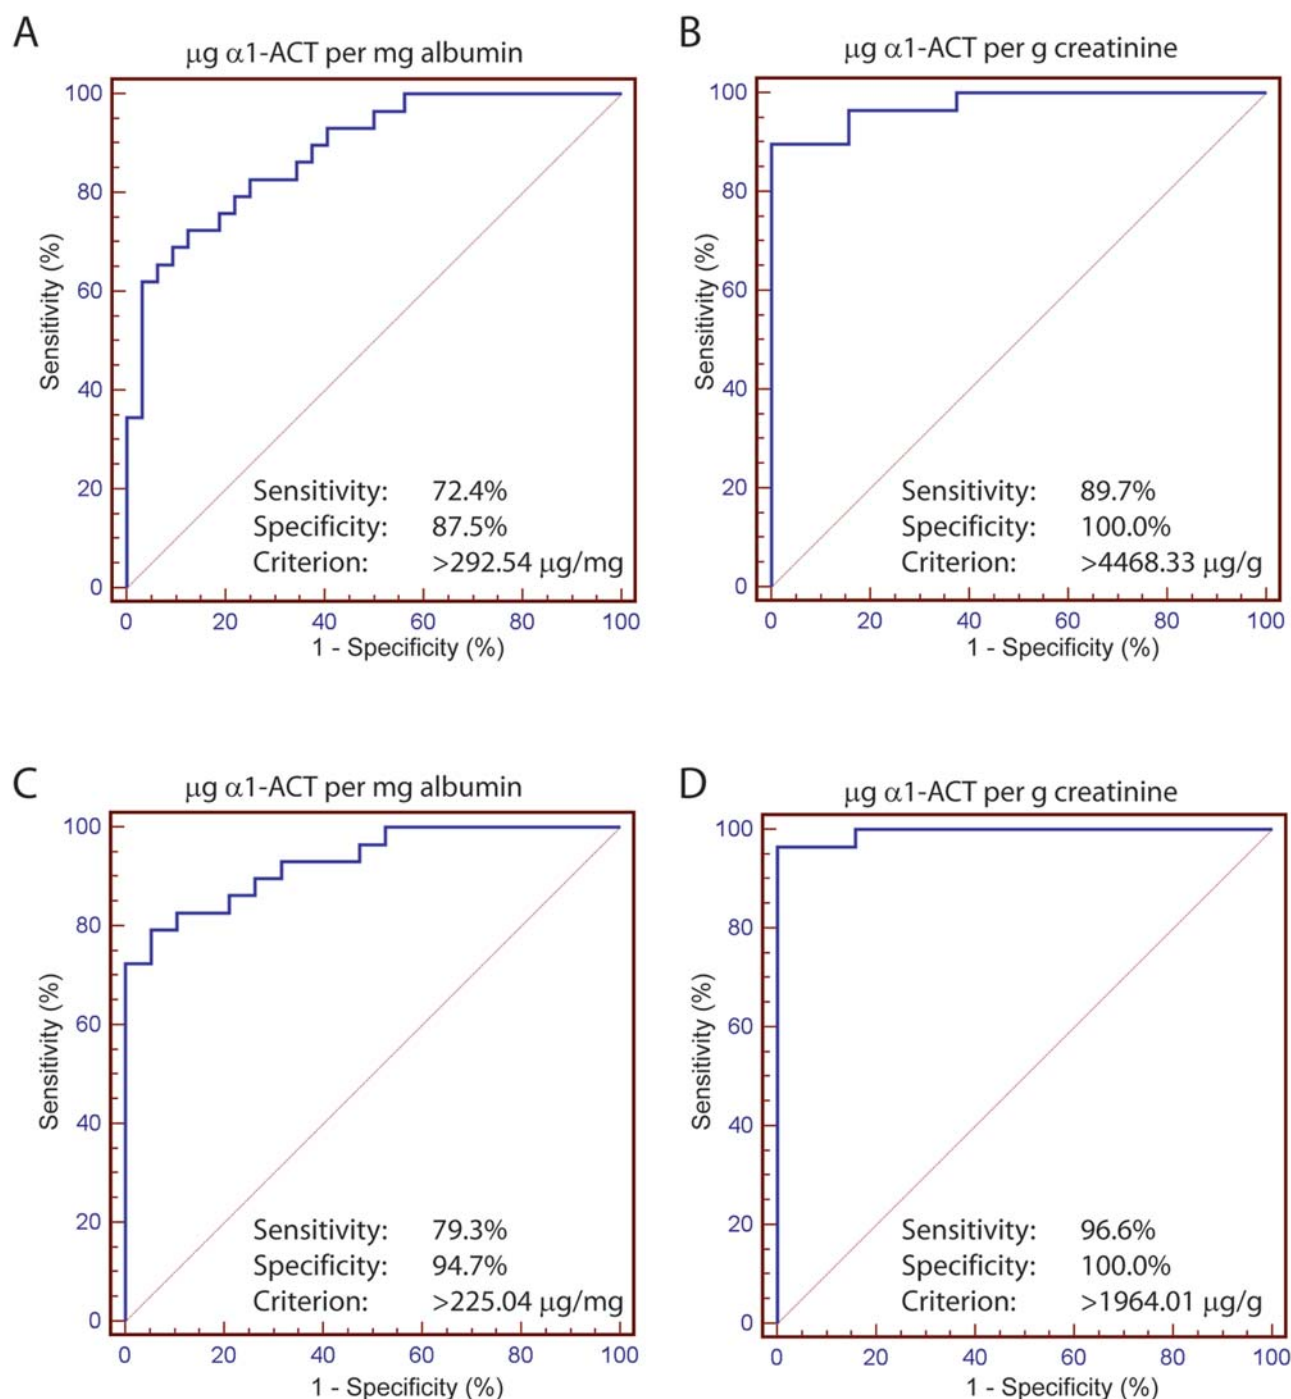 A
μg α1-ACT per mg albumin
100
80
60
40
20
0
Sensitivity (%)
Sensitivity: 72.4%
Specificity: 87.5%
Criterion: >292.54 μg/mg
0 20 40 60 80 100
1 - Specificity (%)
B
μg α1-ACT per g creatinine
100
80
60
40
20
0
Sensitivity (%)
Sensitivity: 89.7%
Specificity: 100.0%
Criterion: >4468.33 μg/g
0 20 40 60 80 100
1 - Specificity (%)
C
μg α1-ACT per mg albumin
100
80
60
40
20
0
Sensitivity (%)
Sensitivity: 79.3%
Specificity: 94.7%
Criterion: >225.04 μg/mg
0 20 40 60 80 100
1 - Specificity (%)
D
μg α1-ACT per g creatinine
100
80
60
40
20
0
Sensitivity (%)
Sensitivity: 96.6%
Specificity: 100.0%
Criterion: >1964.01 μg/g
0 20 40 60 80 100
1 - Specificity (%)